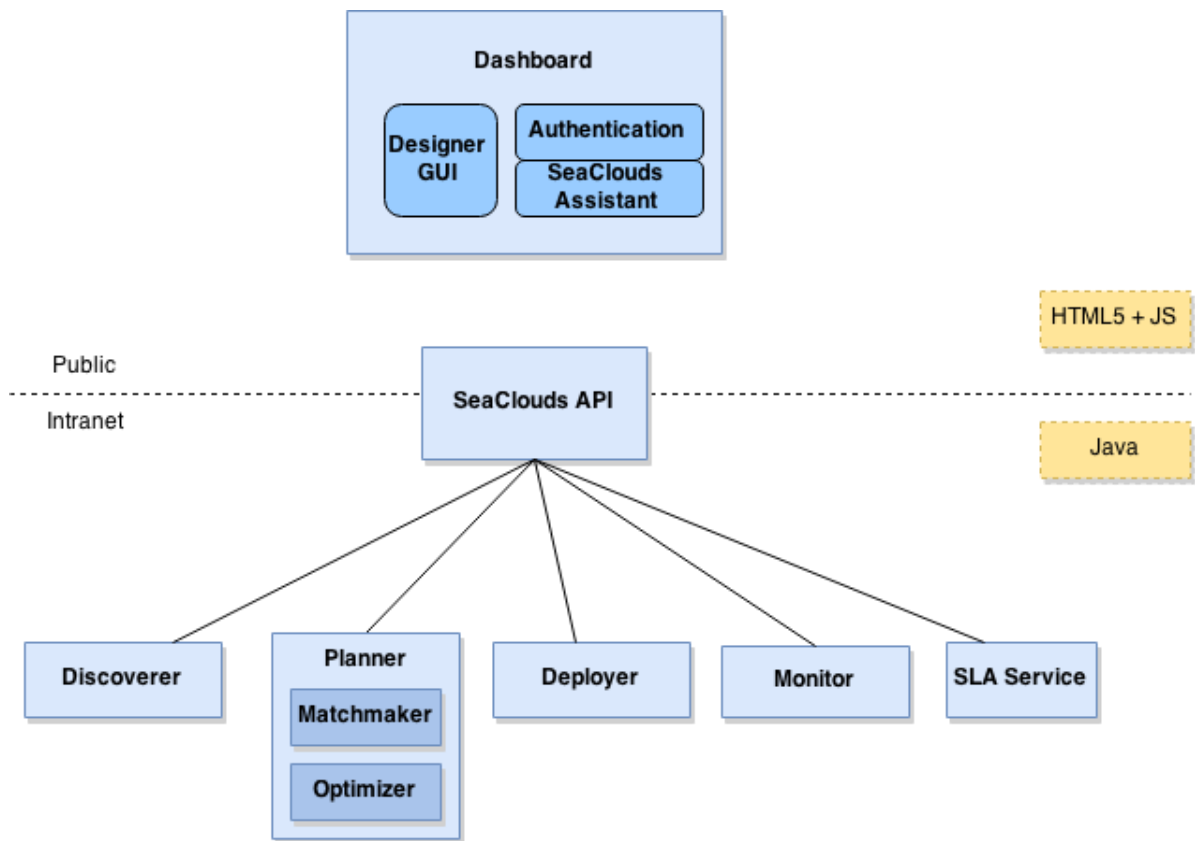 Dashboard
Designer
GUI
Authentication
SeaClouds
Assistant
HTML5 + JS
Public
SeaClouds API
Intranet
Java
Discoverer
Planner
Matchmaker
Optimizer
Deployer
Monitor
SLA Service